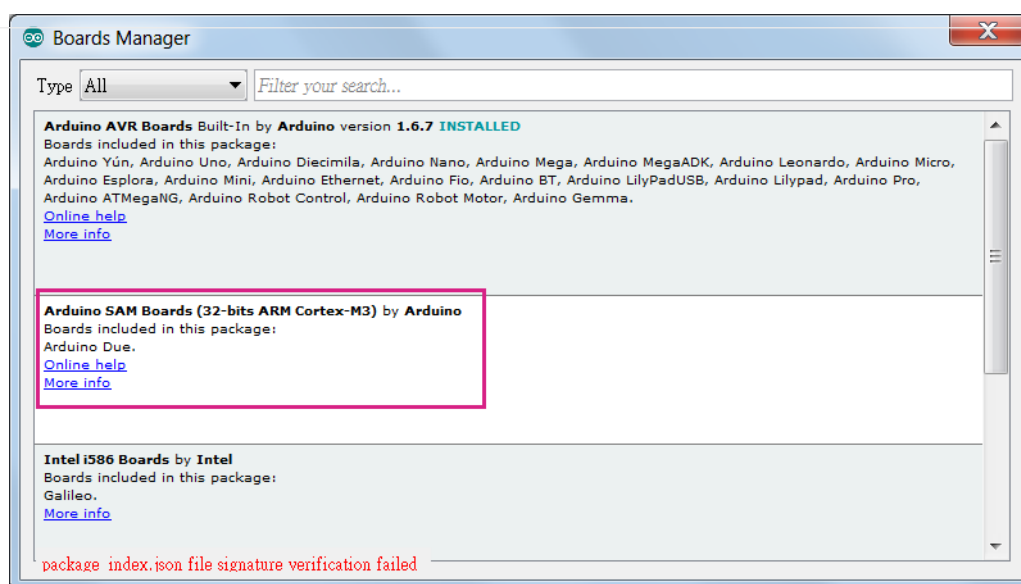 Boards Manager
Type All Filter your search...
Arduino AVR Boards Built-In by Arduino version 1.6.7 INSTALLED
Boards included in this package:
Arduino Yún, Arduino Uno, Arduino Diecimila, Arduino Nano, Arduino Mega, Arduino MegaADK, Arduino Leonardo, Arduino Micro,
Arduino Esplora, Arduino Mini, Arduino Ethernet, Arduino Fio, Arduino BT, Arduino LilyPadUSB, Arduino Lilypad, Arduino Pro,
Arduino ATMegaNG, Arduino Robot Control, Arduino Robot Motor, Arduino Gemma.
Online help
More info
Arduino SAM Boards (32-bits ARM Cortex-M3) by Arduino
Boards included in this package:
Arduino Due.
Online help
More info
Intel i586 Boards by Intel
Boards included in this package:
Galileo.
More info
package_index.json file signature verification failed